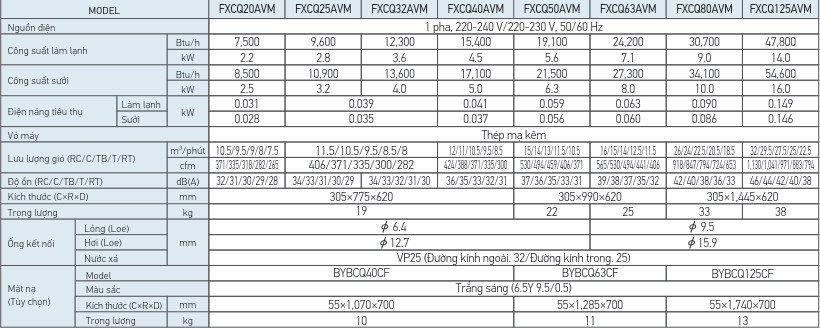 MODEL FXCQ20AVM FXCQ25AVM FXCQ32AVM FXCQ40AVM FXCQ50AVM FXCQ63AVM FXCQ80AVM FXCQ125AVM
Nguồn điện 1 pha, 220-240 V/220-230 V, 50/60 Hz
Công suất làm lạnh Btu/h 7,500 9,600 12,300 15,400 19,100 24,200 30,700 47,800
kW 2.2 2.8 3.6 4.5 5.6 7.1 9.0 14.0
Công suất sưởi Btu/h 8,500 10,900 13,600 17,100 21,500 27,300 34,100 54,600
kW 2.5 3.2 4.0 5.0 6.3 8.0 10.0 16.0
Điện năng tiêu thụ Làm lạnh kW 0.031 0.039 0.041 0.059 0.063 0.090 0.149
Sưởi 0.028 0.035 0.037 0.056 0.060 0.086 0.146
Vỏ máy Thép mạ kẽm
Lưu lượng gió (RC/C/TB/T/RT) m³/phút 10.5/9.5/9/8/7.5 11.5/10.5/9.5/8.5/8 12/11/10.5/9.5/8.5 15/14/13/11.5/10.5 16/15/14/12.5/11.5 26/24/22.5/20.5/18.5 32/29.5/27.5/25/22.5
cfm 371/335/318/282/265 406/371/335/300/282 424/388/371/335/300 530/494/459/406/371 565/530/494/441/406 918/847/794/724/653 1,130/1,041/971/883/794
Độ ồn (RC/C/TB/T/RT) dB(A) 32/31/30/29/28 34/33/31/30/29 34/33/32/31/30 36/35/33/32/31 37/36/35/33/31 39/38/37/35/32 42/40/38/36/33 46/44/42/40/38
Kích thước (C×R×D) mm 305×775×620 305×990×620 305×1,445×620
Trọng lượng kg 19 22 25 33 38
Ống kết nối Lỏng (Loe) mm ϕ 6.4 ϕ 9.5
Hơi (Loe) ϕ 12.7 ϕ 15.9
Nước xả VP25 (Đường kính ngoài. 32/Đường kính trong. 25)
Mặt nạ (Tùy chọn) Model BYBCQ40CF BYBCQ63CF BYBCQ125CF
Màu sắc Trắng sáng (6.5Y 9.5/0.5)
Kích thước (C×R×D) mm 55×1,070×700 55×1,285×700 55×1,740×700
Trọng lượng kg 10 11 13